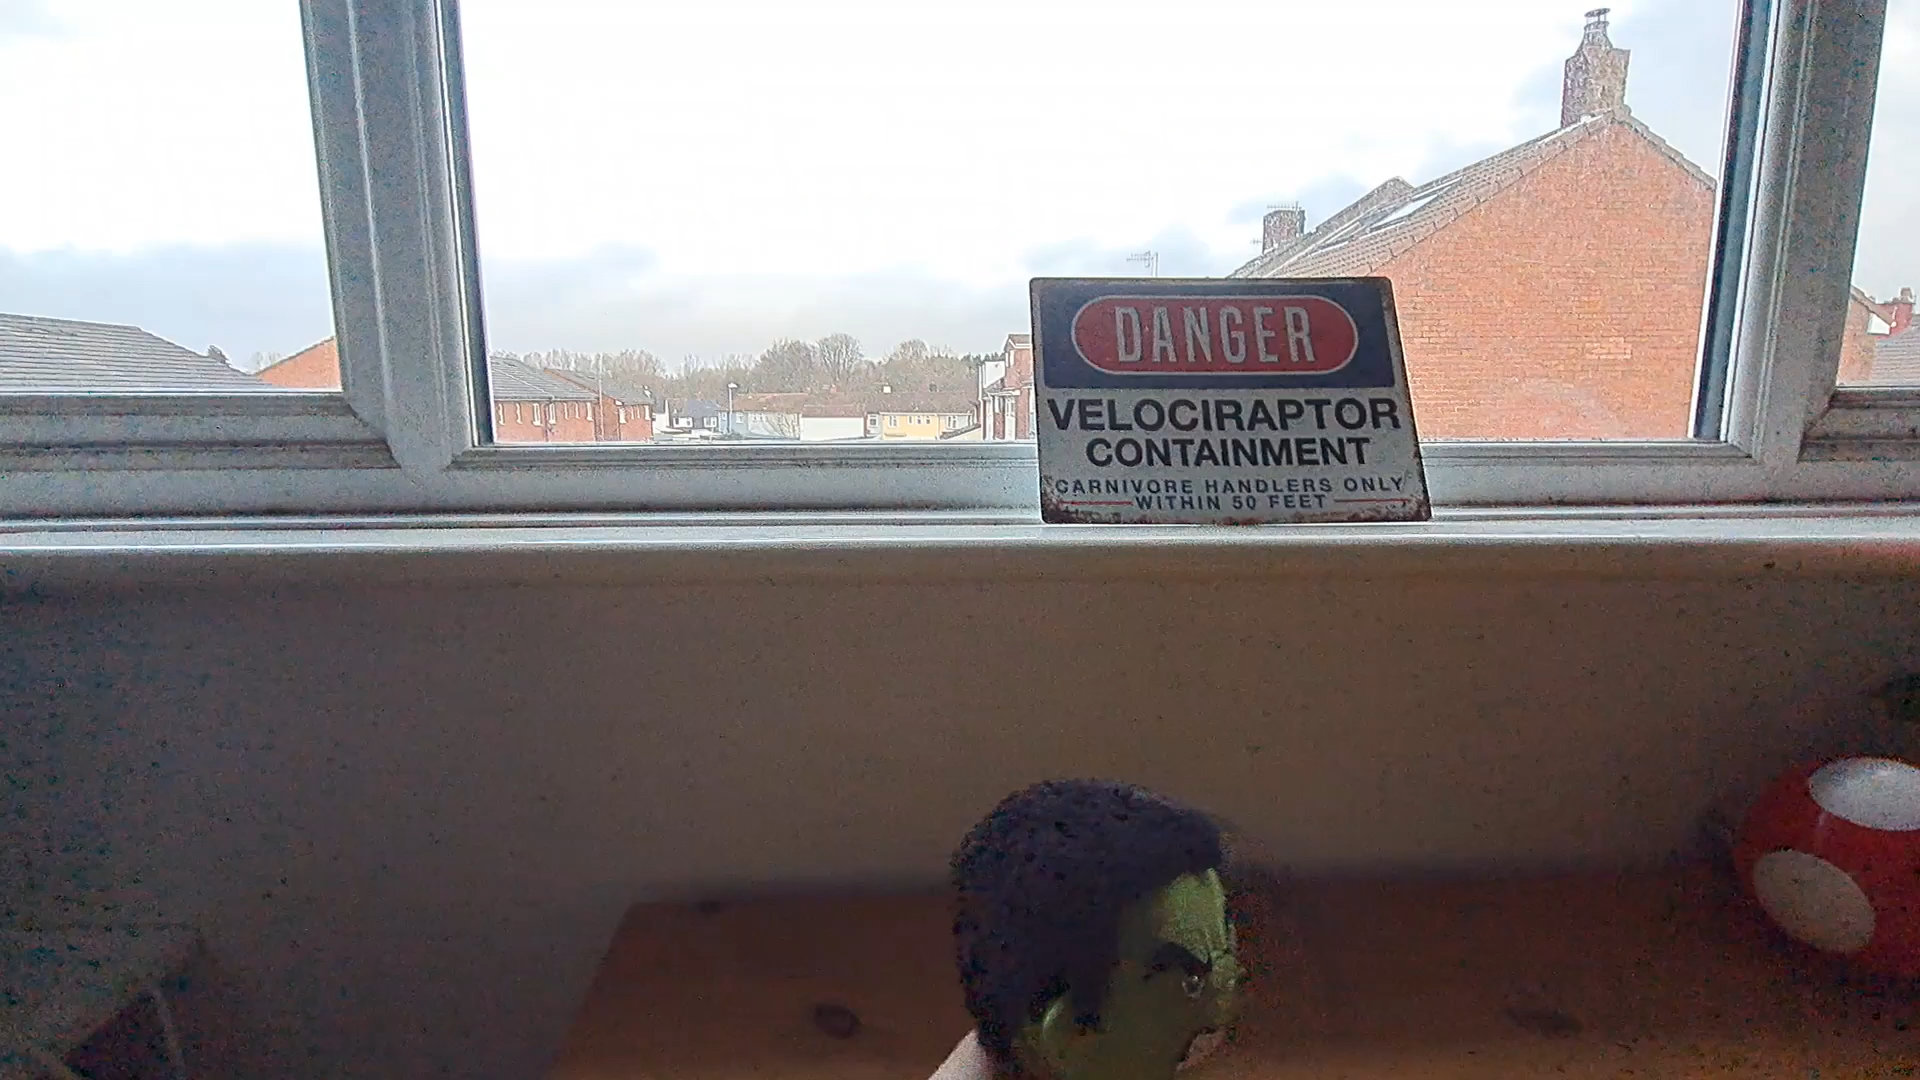 DANGER
VELOCIRAPTOR
CONTAINMENT
CARNIVORE HANDLERS ONLY
WITHIN 50 FEET